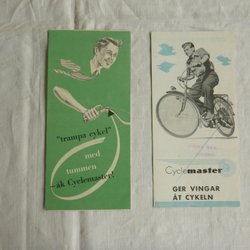 "trampa cykel"
med
tummen
—åk Cyclemaster!
Cyclemaster
GER VINGAR
ÅT CYKELN